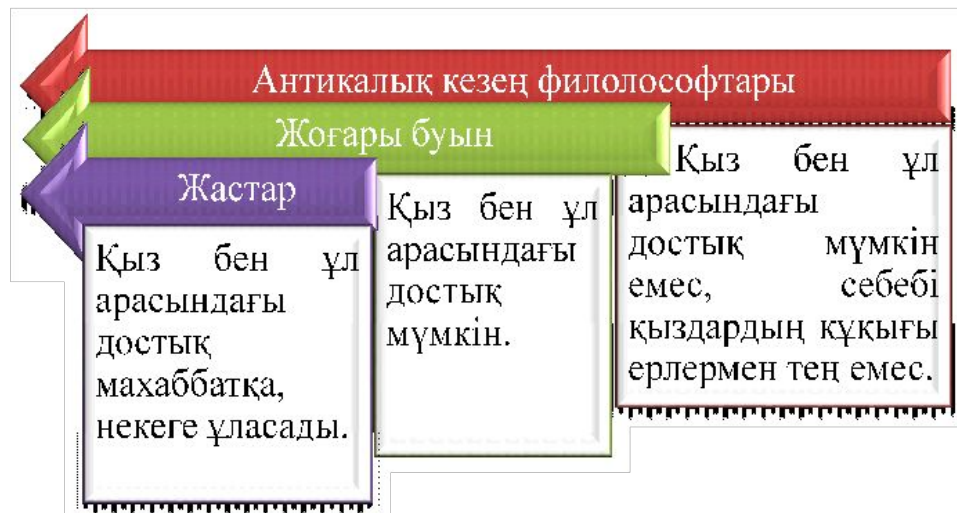 Антикалық кезең филолософтары
Жоғары буын
Жастар
Қыз бен ұл
арасындағы
достық
махаббатқа,
некеге ұласады.
Қыз бен ұл
арасындағы
достық
мүмкін.
Қыз бен ұл
арасындағы
достық мүмкін
емес, себебі
қыздардың құқығы
ерлермен тең емес.